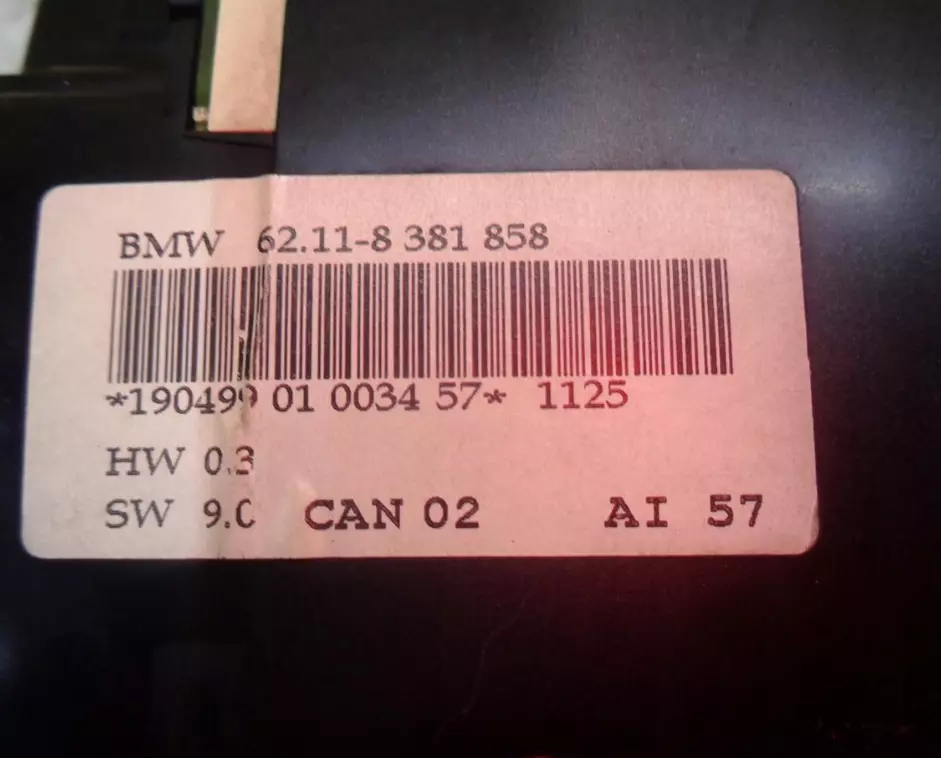 BMW 62.11-8 381 858
*190499 01 0034 57* 1125
HW 0.3
SW 9.0 CAN 02 AI 57